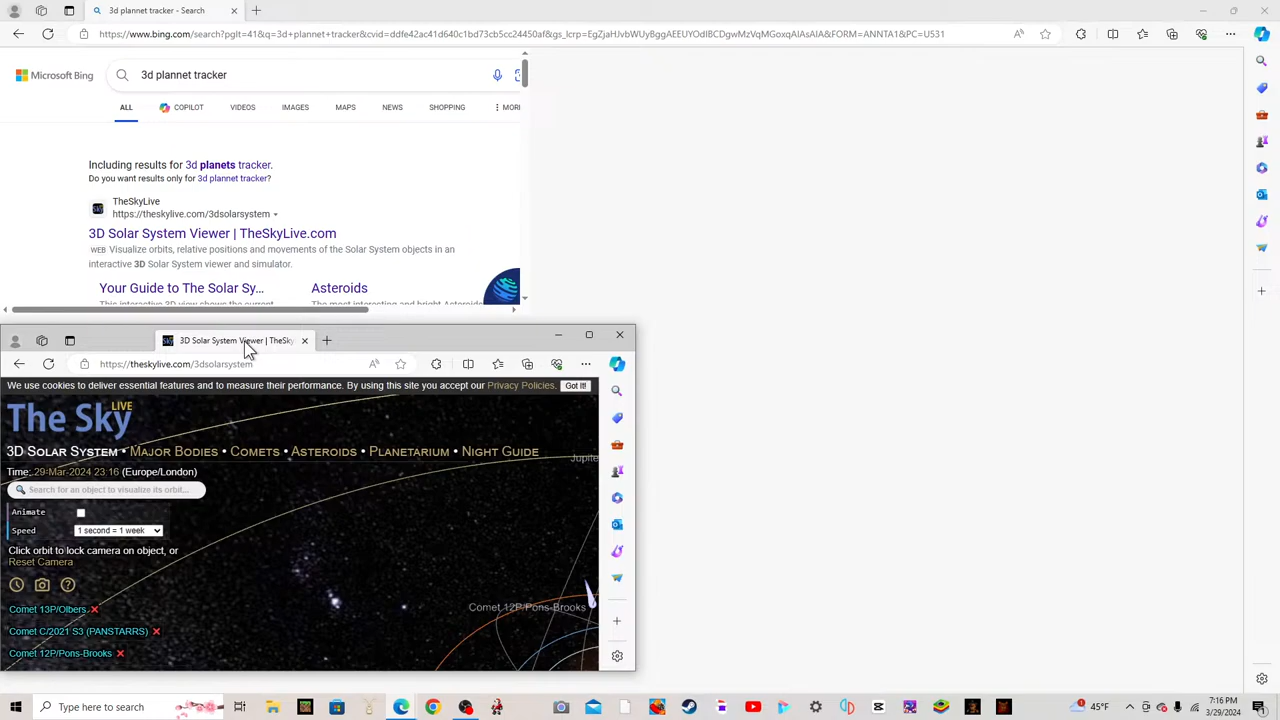 3d plannet tracker - Search
https://www.bing.com/search?pglt=41&q=3d+plannet+tracker&cvid=ddfe42ac41d640c1bd73cb5cc24450af&gs_lcrp=EgZjaHJvbWUyBggAEEUYOdIBCDgwMzVqMGoxqAIAsAIA&FORM=ANNTA1&PC=U531
Microsoft Bing
3d plannet tracker
ALL COPILOT VIDEOS IMAGES MAPS NEWS SHOPPING MORI
Including results for 3d planets tracker.
Do you want results only for 3d plannet tracker?
TheSkyLive
https://theskylive.com/3dsolarsystem
3D Solar System Viewer | TheSkyLive.com
WEB Visualize orbits, relative positions and movements of the Solar System objects in an
interactive 3D Solar System viewer and simulator.
Your Guide to The Solar Sy... Asteroids
3D Solar System Viewer | TheSky
https://theskylive.com/3dsolarsystem
We use cookies to deliver essential features and to measure their performance. By using this site you accept our Privacy Policies. Got It!
The Sky LIVE
3D SOLAR SYSTEM • MAJOR BODIES • COMETS • ASTEROIDS • PLANETARIUM • NIGHT GUIDE
Jupite
Time: 29-Mar-2024 23:16 (Europe/London)
Search for an object to visualize its orbit...
Animate
Speed 1 second = 1 week
Click orbit to lock camera on object, or
Reset Camera
Comet 13P/Olbers
Comet 12P/Pons-Brooks
Comet C/2021 S3 (PANSTARRS)
Comet 12P/Pons-Brooks
Type here to search
45°F
7:16 PM
3/29/2024